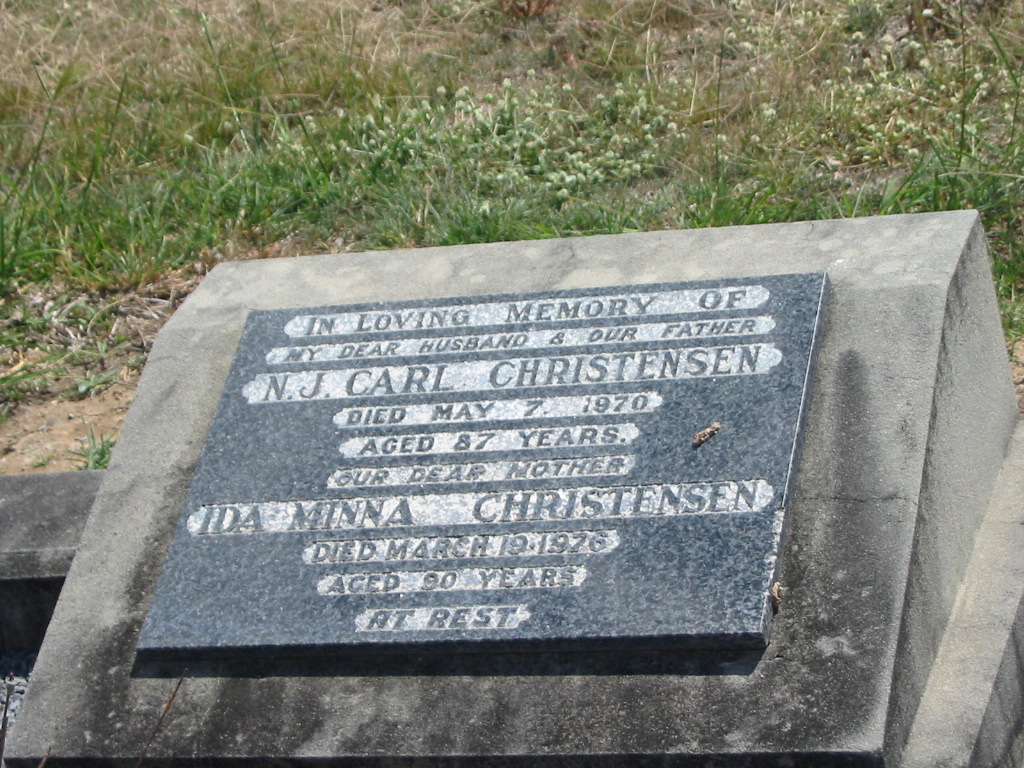 IN LOVING MEMORY OF
MY DEAR HUSBAND & OUR FATHER
N.J. CARL CHRISTENSEN
DIED MAY 7. 1970
AGED 87 YEARS.
OUR DEAR MOTHER
IDA MINNA CHRISTENSEN
DIED MARCH 19.1976
AGED 90 YEARS
AT REST